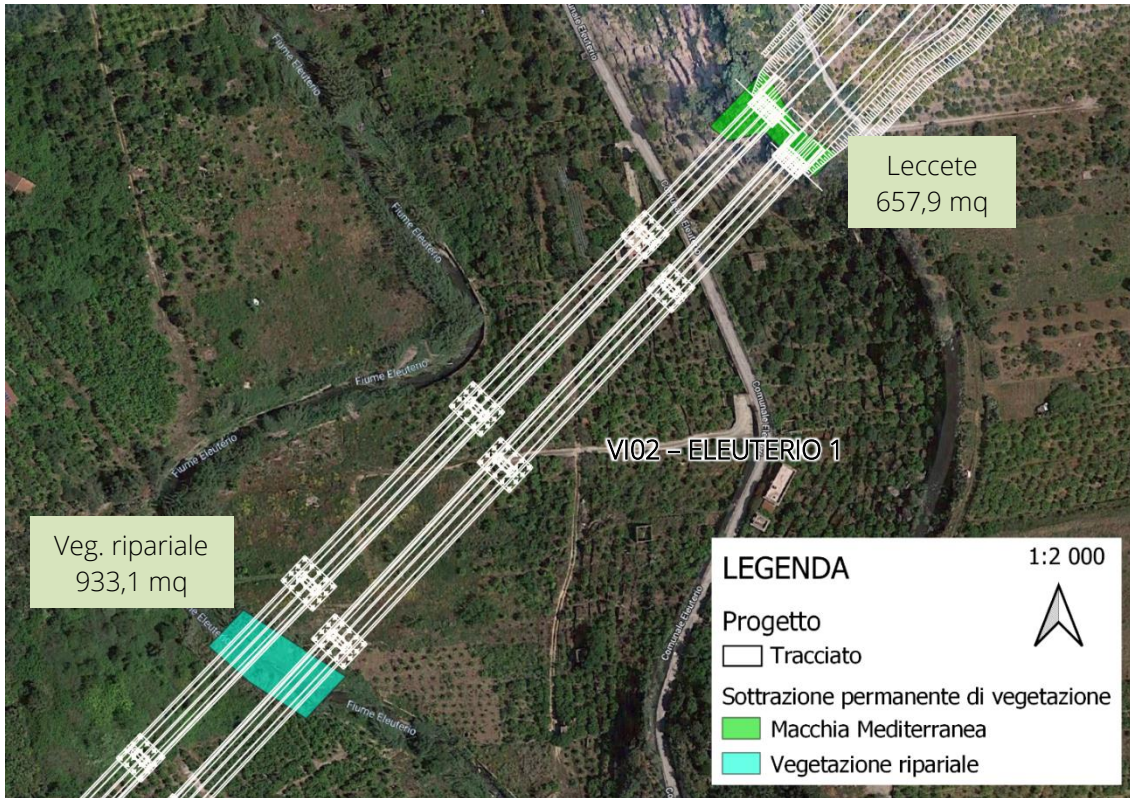 Fiume Eleuterio
Comunale Eleuterio
Leccete
657,9 mq
Fiume Eleuterio
Fiume Eleuterio
Fiume Eleuterio
VI02 – ELEUTERIO 1
Veg. ripariale
933,1 mq
Fiume Eleuterio
Comunale Eleuterio
LEGENDA
1:2 000
Progetto
Tracciato
Sottrazione permanente di vegetazione
Macchia Mediterranea
Vegetazione ripariale